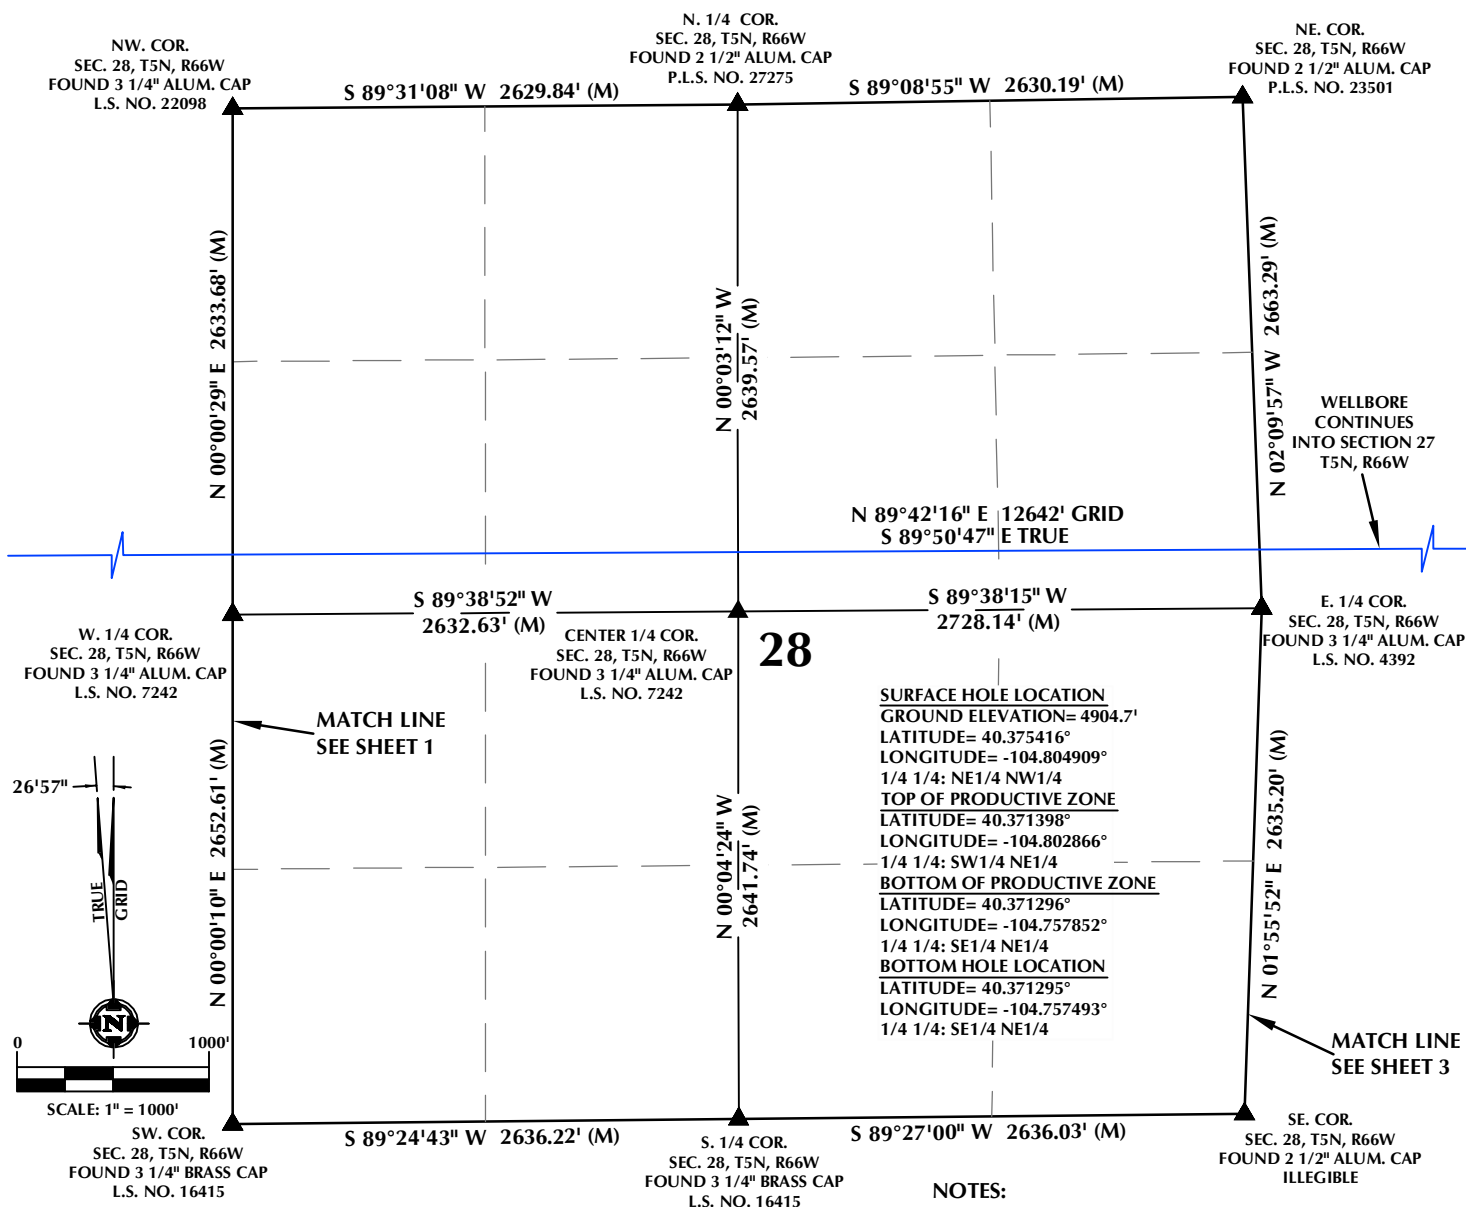 NW. COR.
SEC. 28, T5N, R66W
FOUND 3 1/4" ALUM. CAP
L.S. NO. 22098
N. 1/4 COR.
SEC. 28, T5N, R66W
FOUND 2 1/2" ALUM. CAP
P.L.S. NO. 27275
NE. COR.
SEC. 28, T5N, R66W
FOUND 2 1/2" ALUM. CAP
P.L.S. NO. 23501
S 89°31'08" W 2629.84' (M)
S 89°08'55" W 2630.19' (M)
N 00°00'29" E 2633.68' (M)
N 00°03'12" W
2639.57' (M)
N 02°09'57" W 2663.29' (M)
WELLBORE
CONTINUES
INTO SECTION 27
T5N, R66W
N 89°42'16" E 12642' GRID
S 89°50'47" E TRUE
S 89°38'52" W
2632.63' (M)
S 89°38'15" W
2728.14' (M)
W. 1/4 COR.
SEC. 28, T5N, R66W
FOUND 3 1/4" ALUM. CAP
L.S. NO. 7242
CENTER 1/4 COR.
SEC. 28, T5N, R66W
FOUND 3 1/4" ALUM. CAP
L.S. NO. 7242
28
E. 1/4 COR.
SEC. 28, T5N, R66W
FOUND 3 1/4" ALUM. CAP
L.S. NO. 4392
MATCH LINE
SEE SHEET 1
SURFACE HOLE LOCATION
GROUND ELEVATION= 4904.7'
LATITUDE= 40.375416°
LONGITUDE= -104.804909°
1/4 1/4: NE1/4 NW1/4
TOP OF PRODUCTIVE ZONE
LATITUDE= 40.371398°
LONGITUDE= -104.802866°
1/4 1/4: SW1/4 NE1/4
BOTTOM OF PRODUCTIVE ZONE
LATITUDE= 40.371296°
LONGITUDE= -104.757852°
1/4 1/4: SE1/4 NE1/4
BOTTOM HOLE LOCATION
LATITUDE= 40.371295°
LONGITUDE= -104.757493°
1/4 1/4: SE1/4 NE1/4
26'57"
TRUE
GRID
N
N 00°00'10" E 2652.61' (M)
N 00°04'24" W
2641.74' (M)
N 01°55'52" E 2635.20' (M)
MATCH LINE
SEE SHEET 3
0 1000'
SCALE: 1" = 1000'
SW. COR.
SEC. 28, T5N, R66W
FOUND 3 1/4" BRASS CAP
L.S. NO. 16415
S 89°24'43" W 2636.22' (M)
S. 1/4 COR.
SEC. 28, T5N, R66W
FOUND 3 1/4" BRASS CAP
L.S. NO. 16415
S 89°27'00" W 2636.03' (M)
SE. COR.
SEC. 28, T5N, R66W
FOUND 2 1/2" ALUM. CAP
ILLEGIBLE
NOTES: